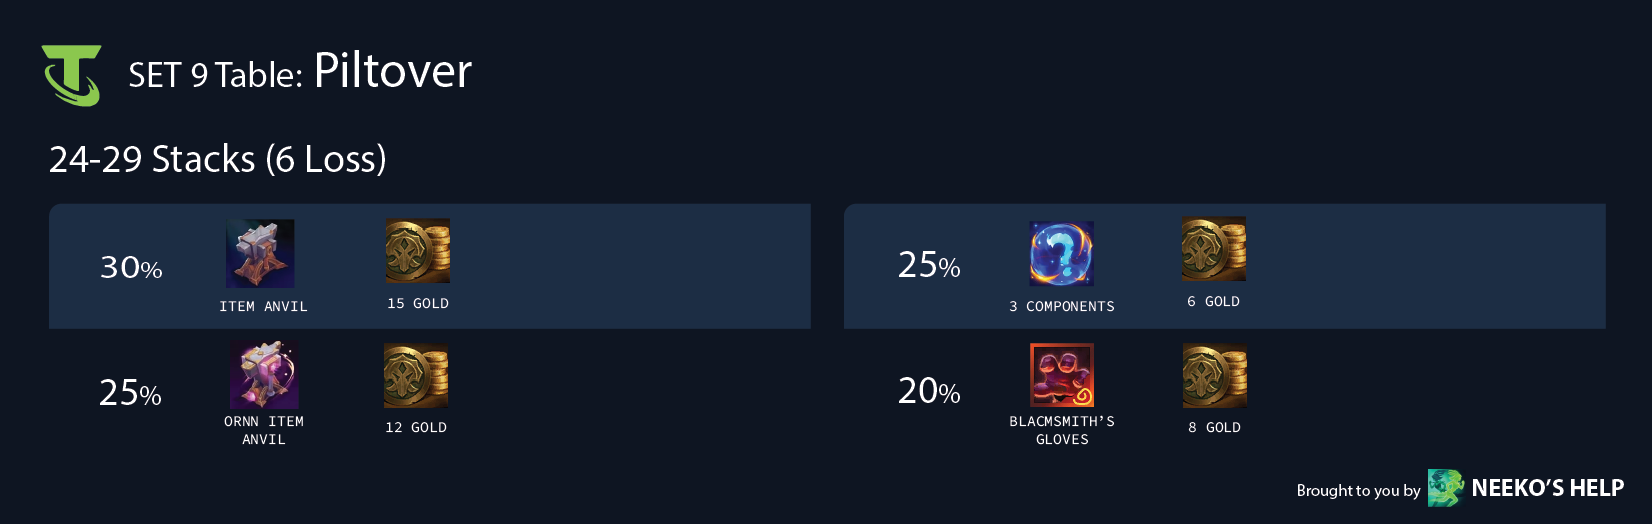 SET 9 Table: Piltover
24-29 Stacks (6 Loss)
30%
ITEM ANVIL
15 GOLD
25%
3 COMPONENTS
6 GOLD
25%
ORNN ITEM
ANVIL
12 GOLD
20%
BLACMSMITH'S
GLOVES
8 GOLD
Brought to you by NEEKO'S HELP